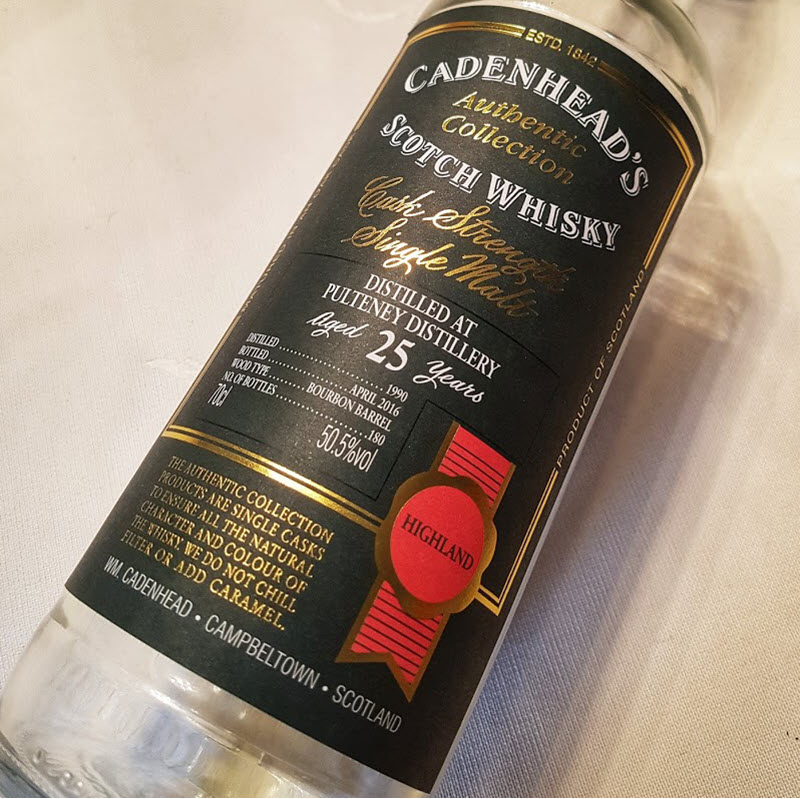 ESTD. 1842
CADENHEAD'S
Authentic
Collection
SCOTCH WHISKY
Cask Strength
Single Malt
DISTILLED AT
PULTENEY DISTILLERY
Aged 25 Years
DISTILLED 1990
BOTTLED APRIL 2016
WOOD TYPE BOURBON BARREL
NO. OF BOTTLES 180
70cl 50.5%vol
THE AUTHENTIC COLLECTION
PRODUCTS ARE SINGLE CASKS
TO ENSURE ALL THE NATURAL
CHARACTER AND COLOUR OF
THE WHISKY WE DO NOT CHILL
FILTER OR ADD CARAMEL.
HIGHLAND
WM. CADENHEAD • CAMPBELTOWN • SCOTLAND
PRODUCT OF SCOTLAND